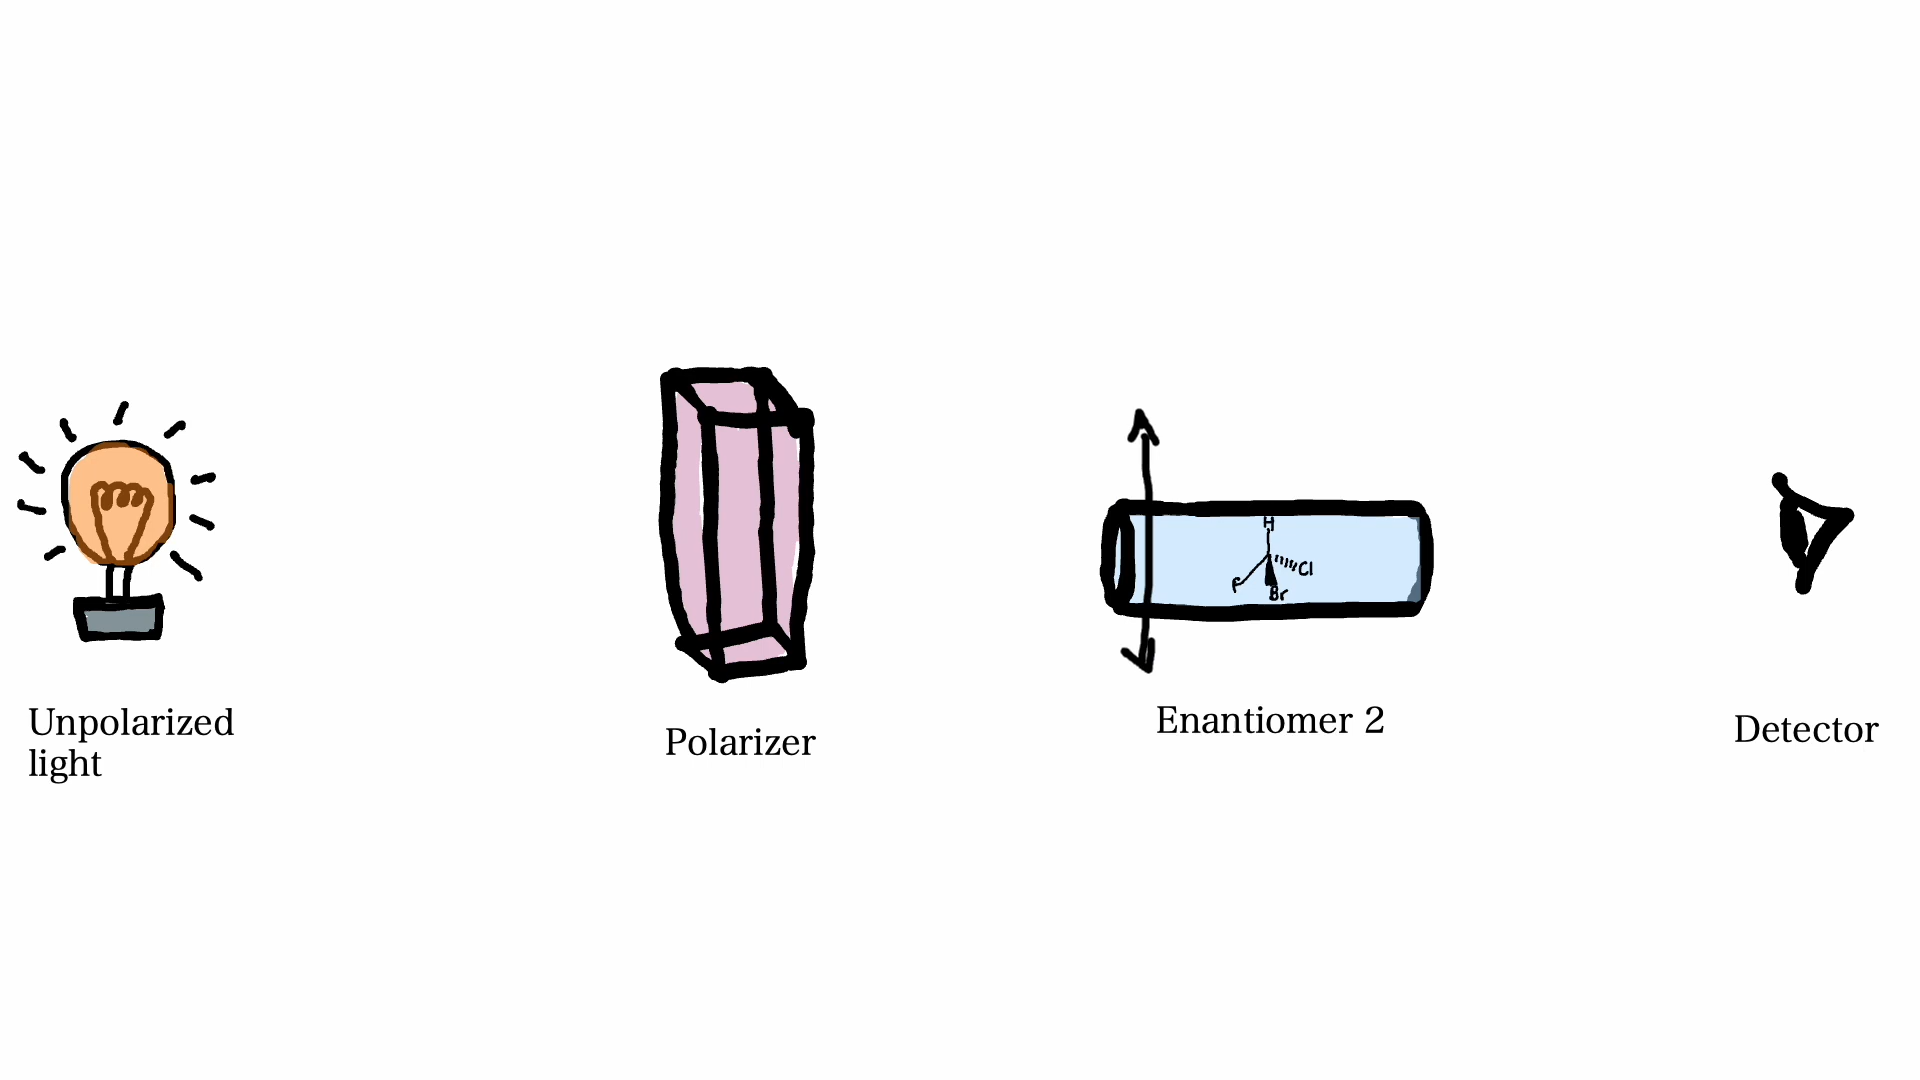 Unpolarized
light
Polarizer
H
Cl
F
Br
Enantiomer 2
Detector